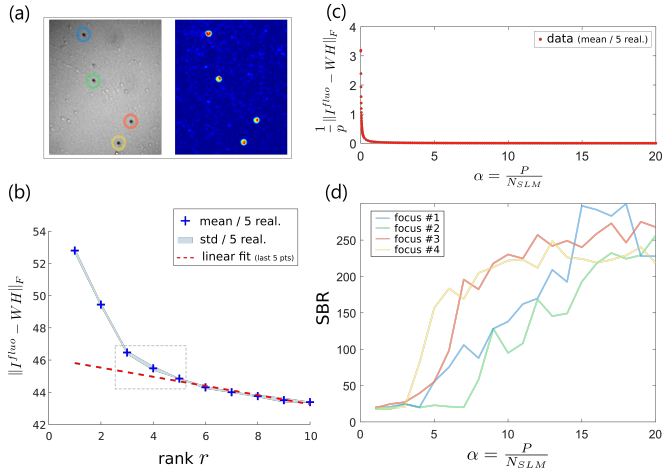 (a)
(b)
54
52
50
48
46
44
42
0
2
4
6
8
10
∥I^{fluo} − WH∥_F
rank r
mean / 5 real.
std / 5 real.
linear fit (last 5 pts)
(c)
4
3
2
1
0
0
5
10
15
20
\frac{1}{p}∥I^{fluo} − WH∥_F
α = \frac{P}{N_{SLM}}
data (mean / 5 real.)
(d)
250
200
150
100
50
0
0
5
10
15
20
SBR
α = \frac{P}{N_{SLM}}
focus #1
focus #2
focus #3
focus #4